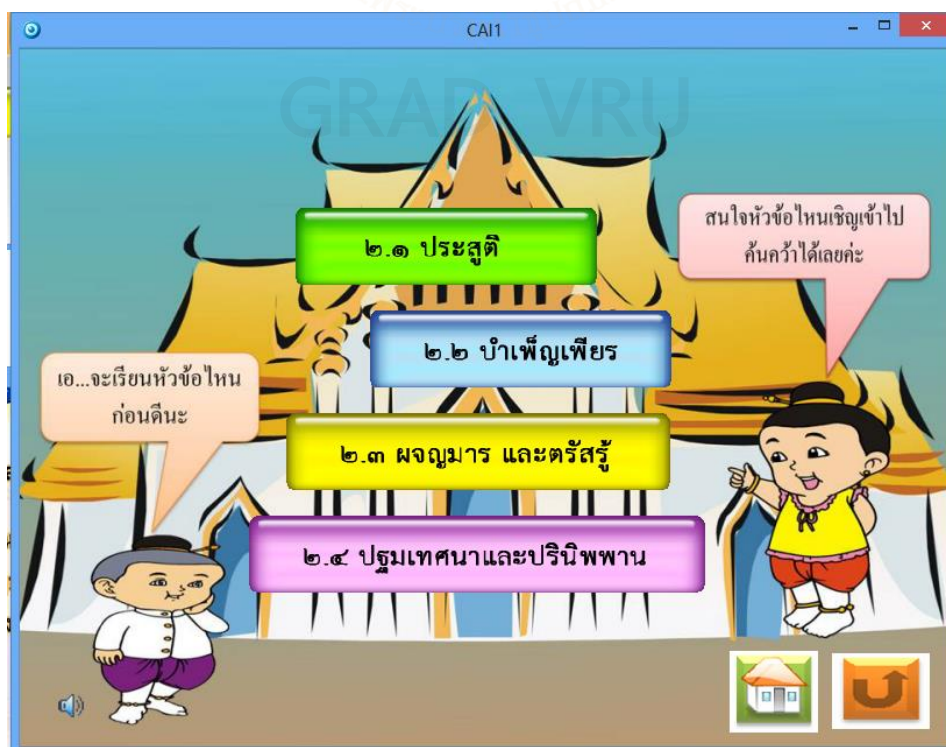 CAI1
GRAD VRU
๒.๑ ประสูติ
สนใจหัวข้อไหนเชิญเข้าไป
ค้นคว้าได้เลยค่ะ
๒.๒ บำเพ็ญเพียร
เอ...จะเรียนหัวข้อไหน
ก่อนดีนะ
๒.๓ ผจญมาร และตรัสรู้
๒.๔ ปฐมเทศนาและปรินิพพาน